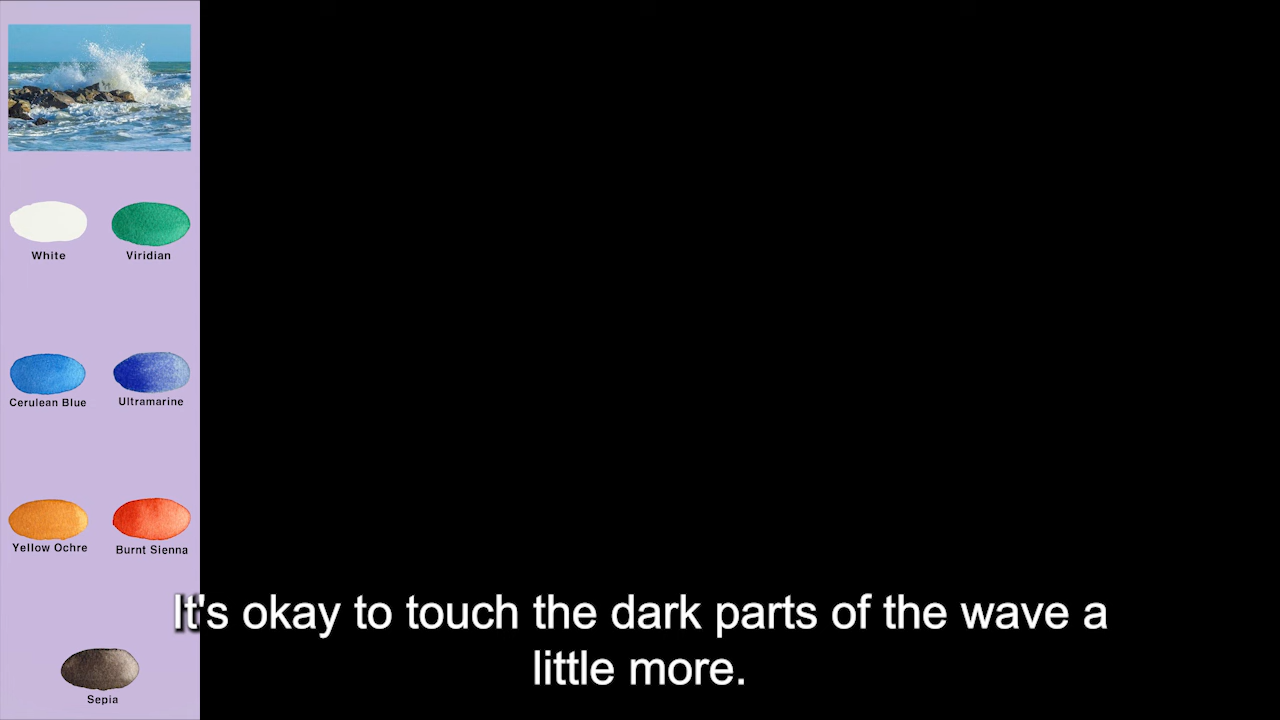 White
Viridian
Cerulean Blue
Ultramarine
Yellow Ochre
Burnt Sienna
Sepia
It's okay to touch the dark parts of the wave a
little more.